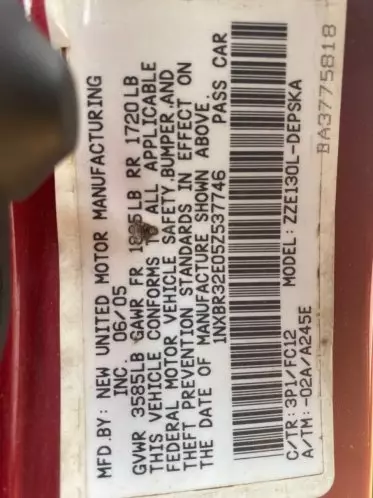 MFD.BY: NEW UNITED MOTOR MANUFACTURING
INC. 06/05
GVWR 3585LB GAWR FR LB RR 1720LB
THIS VEHICLE CONFORMS TO ALL APPLICABLE
FEDERAL MOTOR VEHICLE SAFETY,BUMPER,AND
THEFT PREVENTION STANDARDS IN EFFECT ON
THE DATE OF MANUFACTURE SHOWN ABOVE.
1NXBR32E05Z537746 PASS CAR
C/TR: 3P1/FC12 MODEL: ZZE130L-DEPSKA
A/TM: -02A/A245E
BA3775818